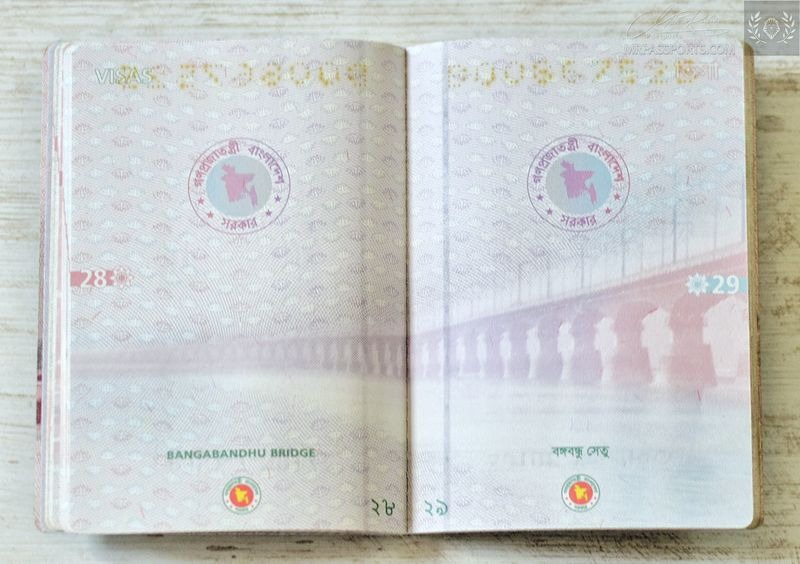 MRPASSPORTS.COM
VISAS
গণপ্রজাতন্ত্রী বাংলাদেশ
সরকার
গণপ্রজাতন্ত্রী বাংলাদেশ
সরকার
28
29
BANGABANDHU BRIDGE
বঙ্গবন্ধু সেতু
২৮
২৯